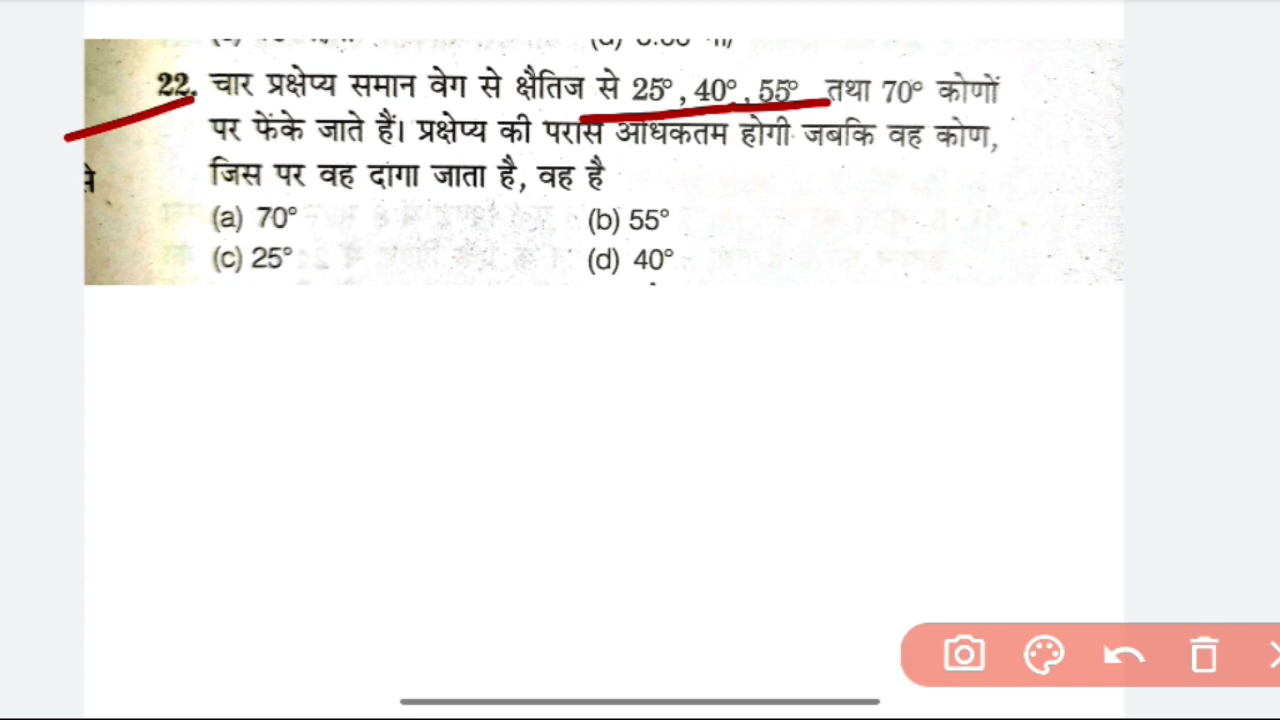 22. चार प्रक्षेप्य समान वेग से क्षैतिज से 25°, 40°, 55° तथा 70° कोणों
पर फेंके जाते हैं। प्रक्षेप्य की परास अधिकतम होगी जबकि वह कोण,
जिस पर वह दागा जाता है, वह है
(a) 70° (b) 55°
(c) 25° (d) 40°